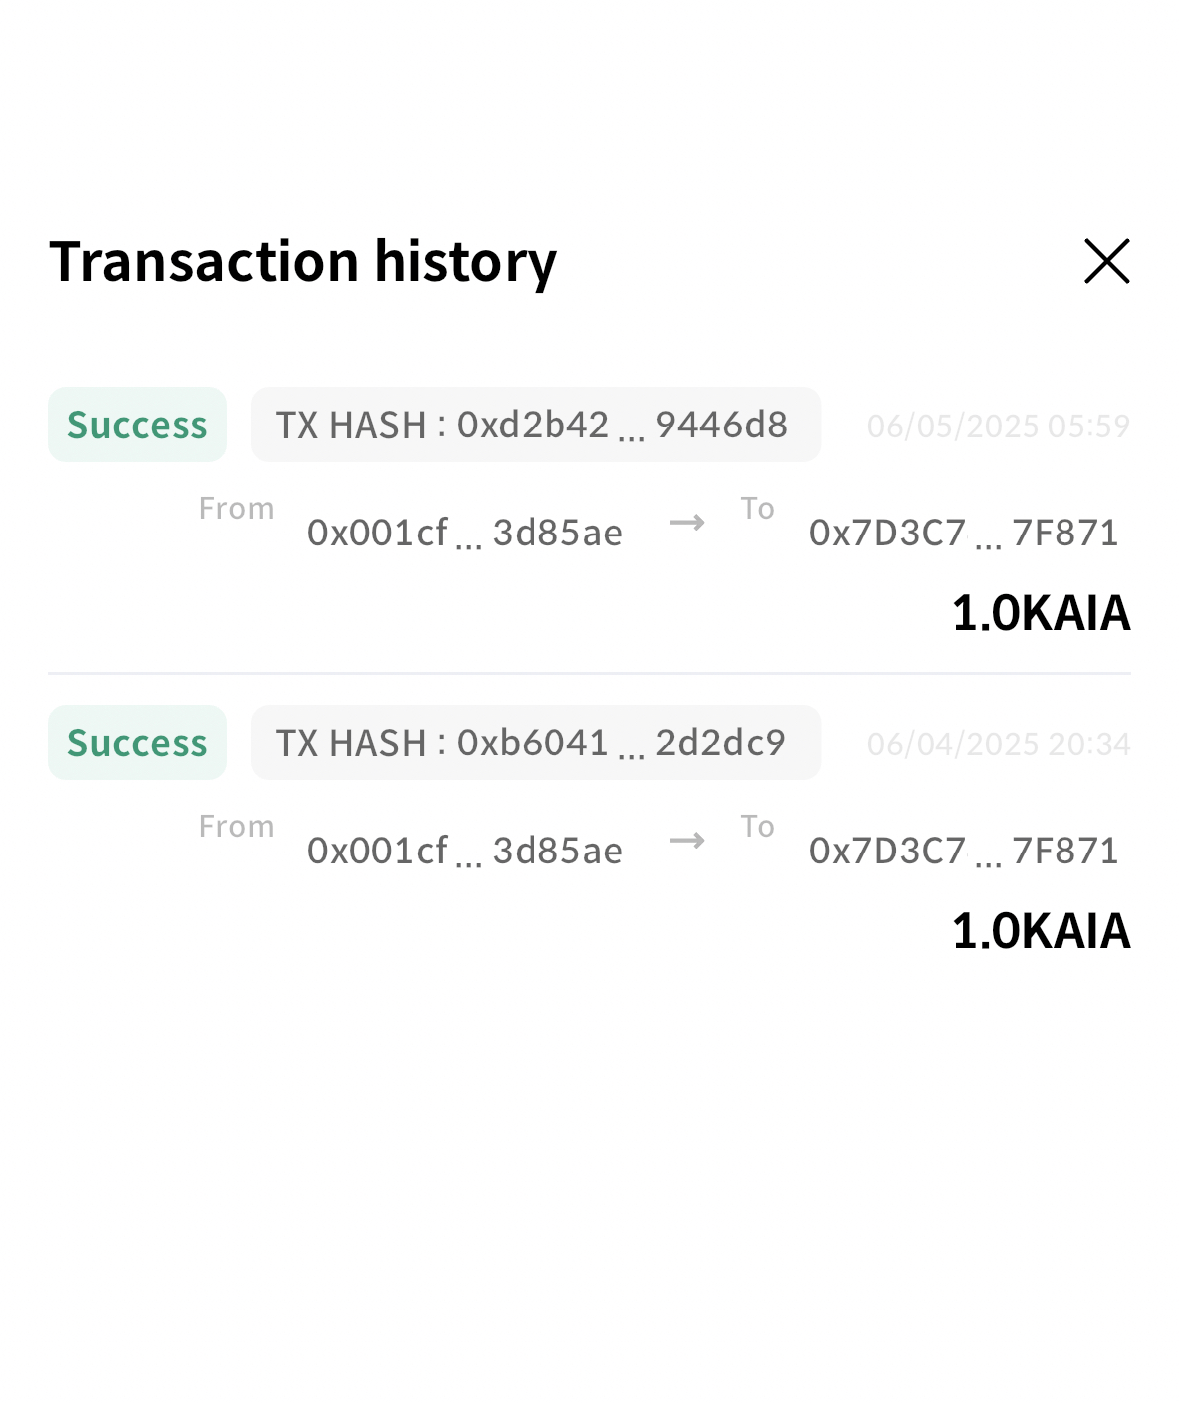 Transaction history
Success TX HASH : 0xd2b42 ... 9446d8 06/05/2025 05:59
From 0x001cf ... 3d85ae → To 0x7D3C7 ... 7F871
1.0KAIA
Success TX HASH : 0xb6041 ... 2d2dc9 06/04/2025 20:34
From 0x001cf ... 3d85ae → To 0x7D3C7 ... 7F871
1.0KAIA